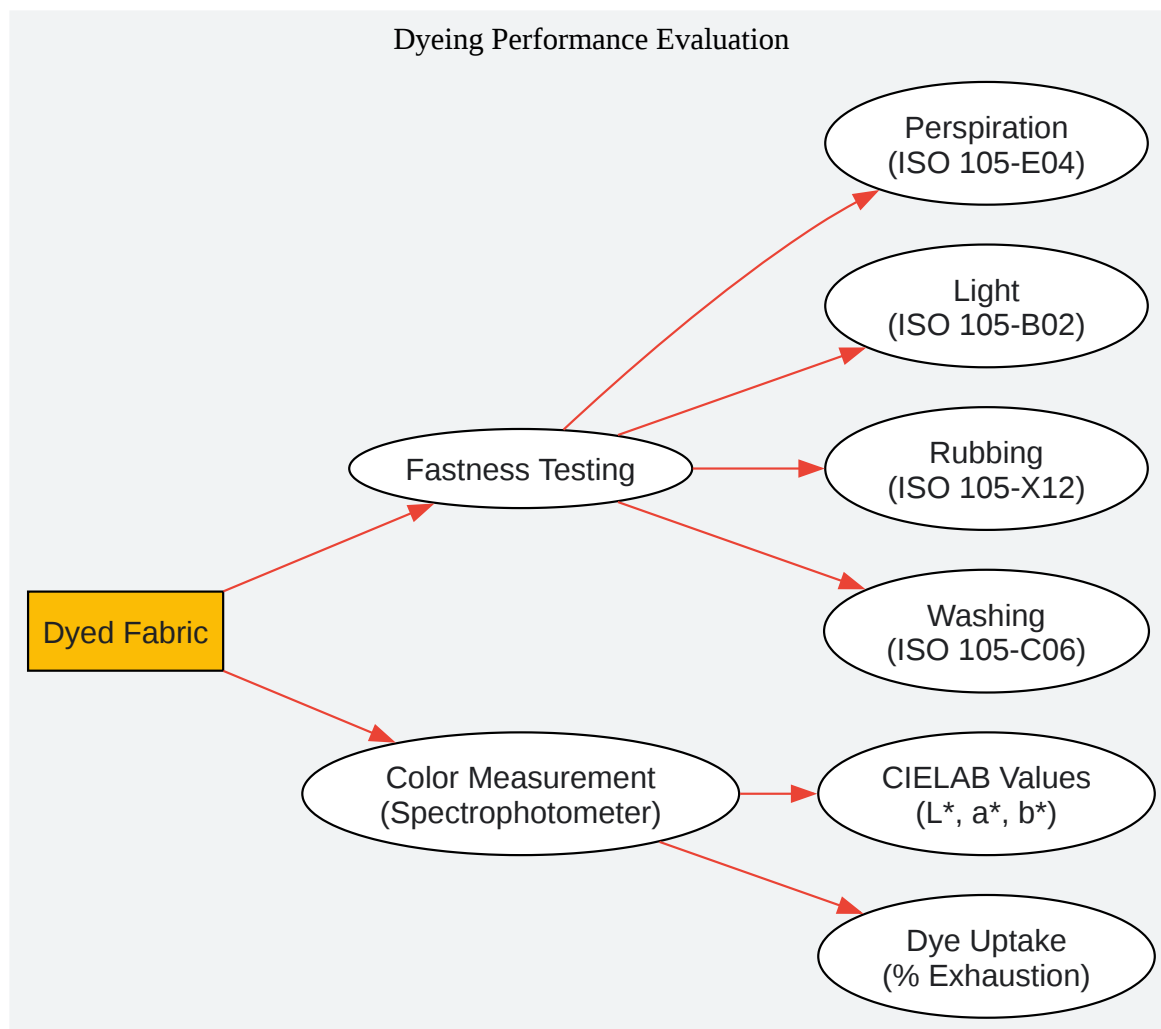 Dyeing Performance Evaluation
Perspiration
(ISO 105-E04)
Light
(ISO 105-B02)
Fastness Testing
Rubbing
(ISO 105-X12)
Dyed Fabric
Washing
(ISO 105-C06)
Color Measurement
(Spectrophotometer)
CIELAB Values
(L*, a*, b*)
Dye Uptake
(% Exhaustion)